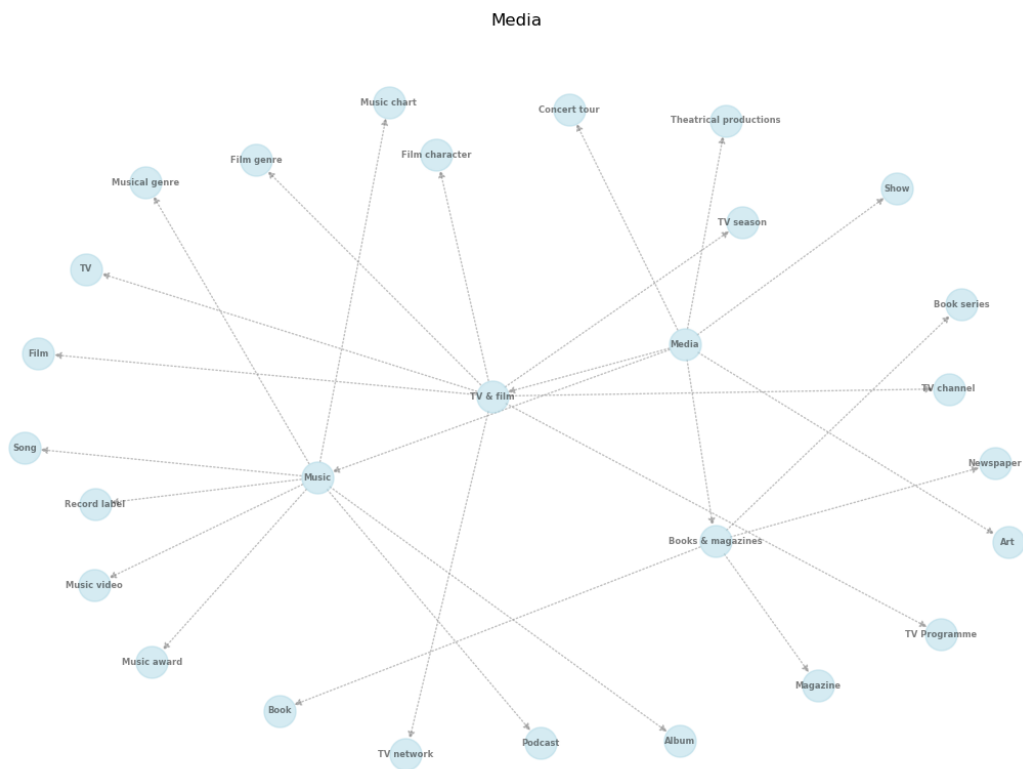 Media
Music chart
Concert tour
Theatrical productions
Film genre
Film character
Musical genre
Show
TV season
TV
Book series
Media
Film
TV channel
TV & film
Song
Newspaper
Music
Record label
Books & magazines
Art
Music video
TV Programme
Music award
Magazine
Book
Podcast
Album
TV network